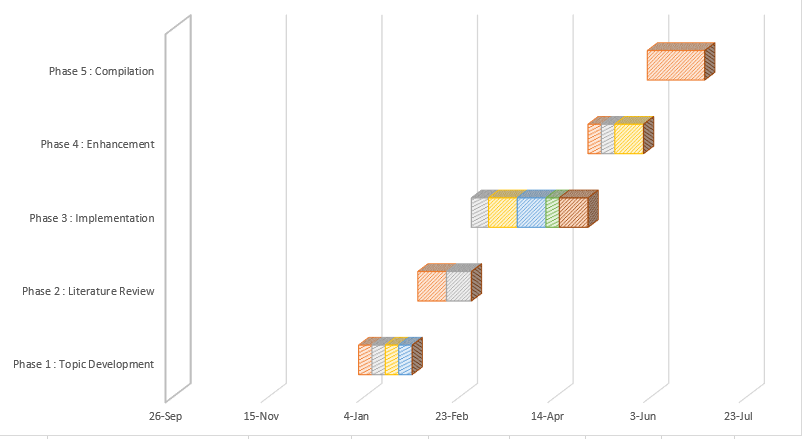 Phase 5 : Compilation
Phase 4 : Enhancement
Phase 3 : Implementation
Phase 2 : Literature Review
Phase 1 : Topic Development
26-Sep 15-Nov 4-Jan 23-Feb 14-Apr 3-Jun 23-Jul